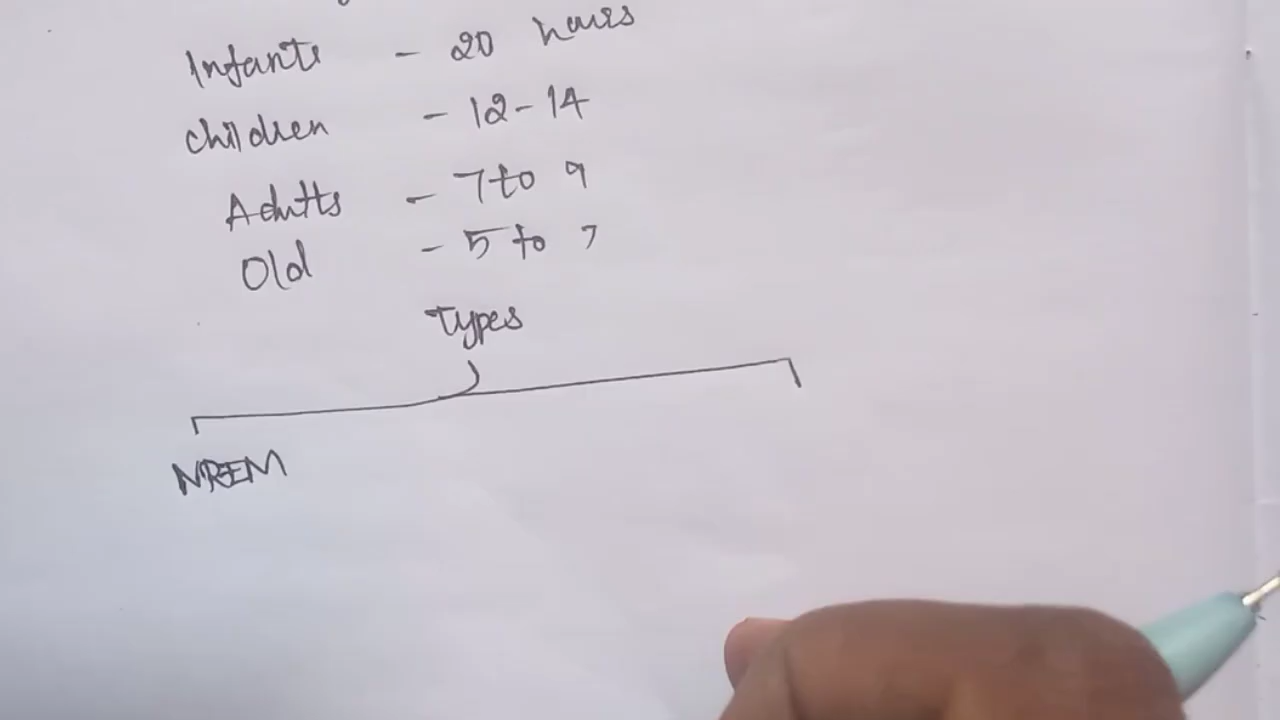 Infants - 20 hours
children - 12-14
Adults - 7 to 9
Old - 5 to 7
Types
NREM